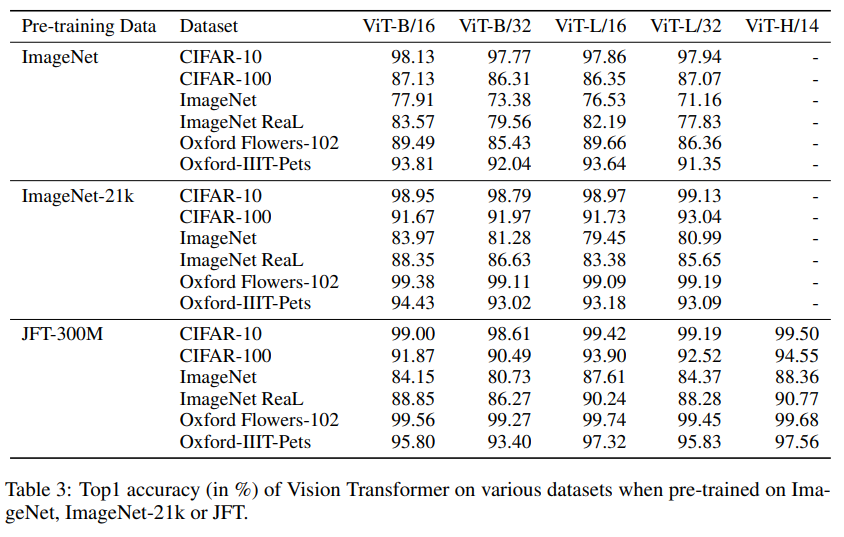 Pre-training Data Dataset ViT-B/16 ViT-B/32 ViT-L/16 ViT-L/32 ViT-H/14
ImageNet CIFAR-10 98.13 97.77 97.86 97.94 -
CIFAR-100 87.13 86.31 86.35 87.07 -
ImageNet 77.91 73.38 76.53 71.16 -
ImageNet ReaL 83.57 79.56 82.19 77.83 -
Oxford Flowers-102 89.49 85.43 89.66 86.36 -
Oxford-IIIT-Pets 93.81 92.04 93.64 91.35 -
ImageNet-21k CIFAR-10 98.95 98.79 98.97 99.13 -
CIFAR-100 91.67 91.97 91.73 93.04 -
ImageNet 83.97 81.28 79.45 80.99 -
ImageNet ReaL 88.35 86.63 83.38 85.65 -
Oxford Flowers-102 99.38 99.11 99.09 99.19 -
Oxford-IIIT-Pets 94.43 93.02 93.18 93.09 -
JFT-300M CIFAR-10 99.00 98.61 99.42 99.19 99.50
CIFAR-100 91.87 90.49 93.90 92.52 94.55
ImageNet 84.15 80.73 87.61 84.37 88.36
ImageNet ReaL 88.85 86.27 90.24 88.28 90.77
Oxford Flowers-102 99.56 99.27 99.74 99.45 99.68
Oxford-IIIT-Pets 95.80 93.40 97.32 95.83 97.56
Table 3: Top1 accuracy (in %) of Vision Transformer on various datasets when pre-trained on Ima-
geNet, ImageNet-21k or JFT.